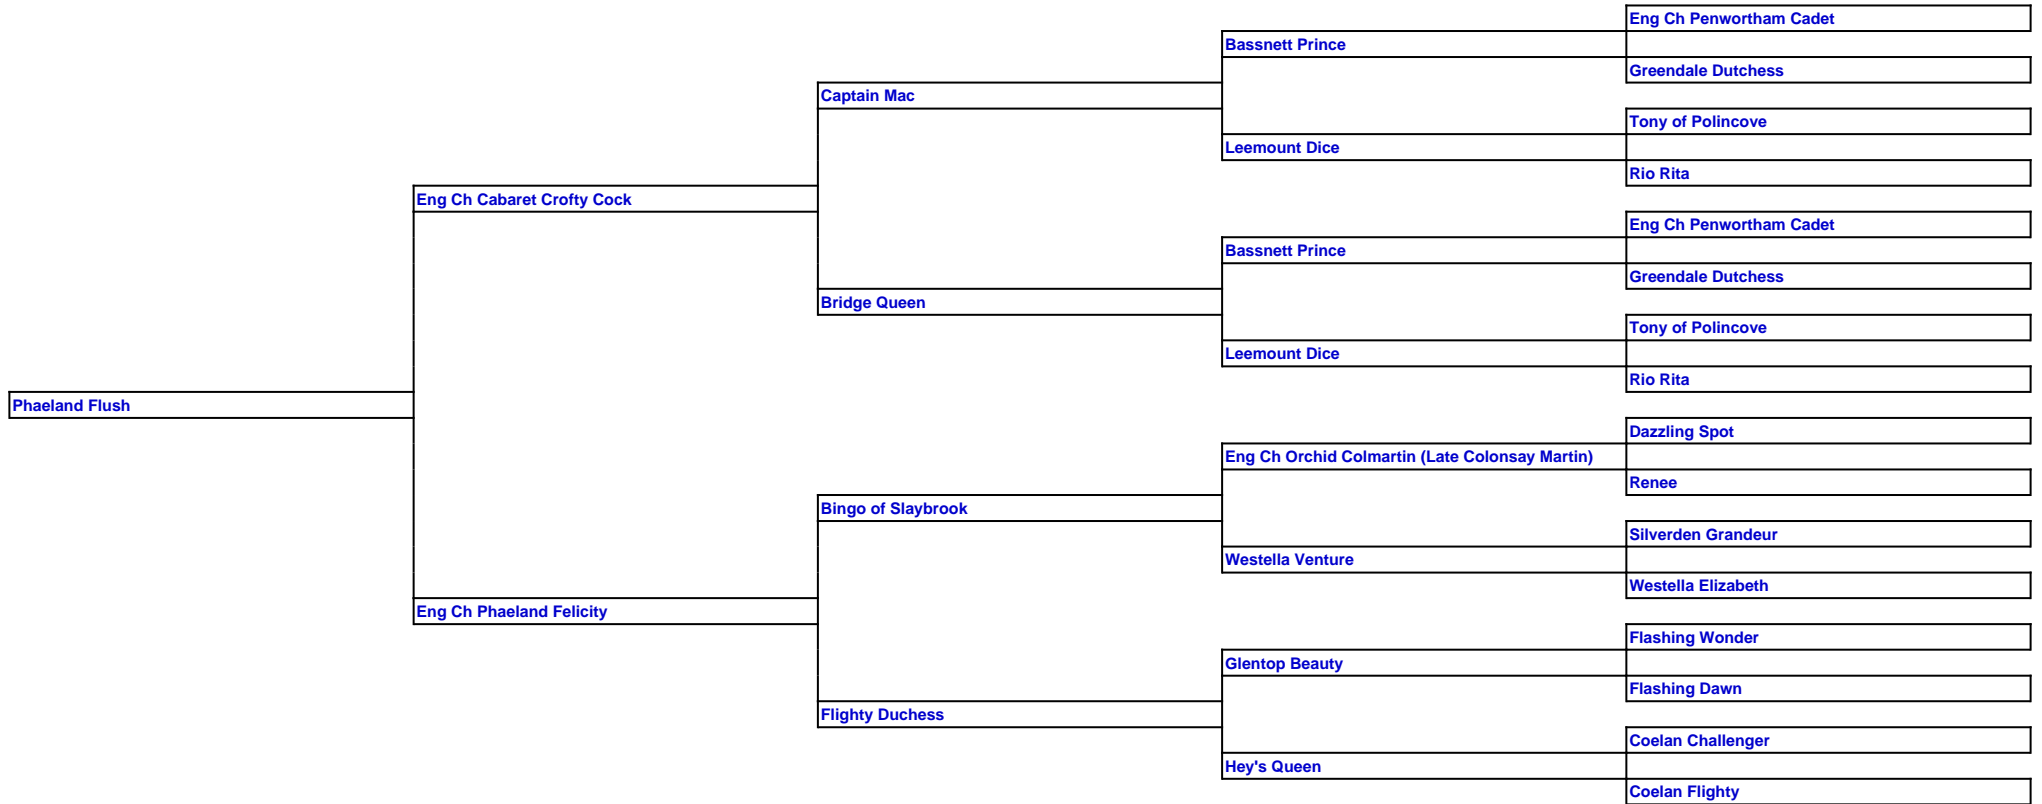 Eng Ch Penwortham Cadet
Bassnett Prince
Greendale Dutchess
Captain Mac
Tony of Polincove
Leemount Dice
Rio Rita
Eng Ch Cabaret Crofty Cock
Eng Ch Penwortham Cadet
Bassnett Prince
Greendale Dutchess
Bridge Queen
Tony of Polincove
Leemount Dice
Rio Rita
Phaeland Flush
Dazzling Spot
Eng Ch Orchid Colmartin (Late Colonsay Martin)
Renee
Bingo of Slaybrook
Silverden Grandeur
Westella Venture
Westella Elizabeth
Eng Ch Phaeland Felicity
Flashing Wonder
Glentop Beauty
Flashing Dawn
Flighty Duchess
Coelan Challenger
Hey's Queen
Coelan Flighty